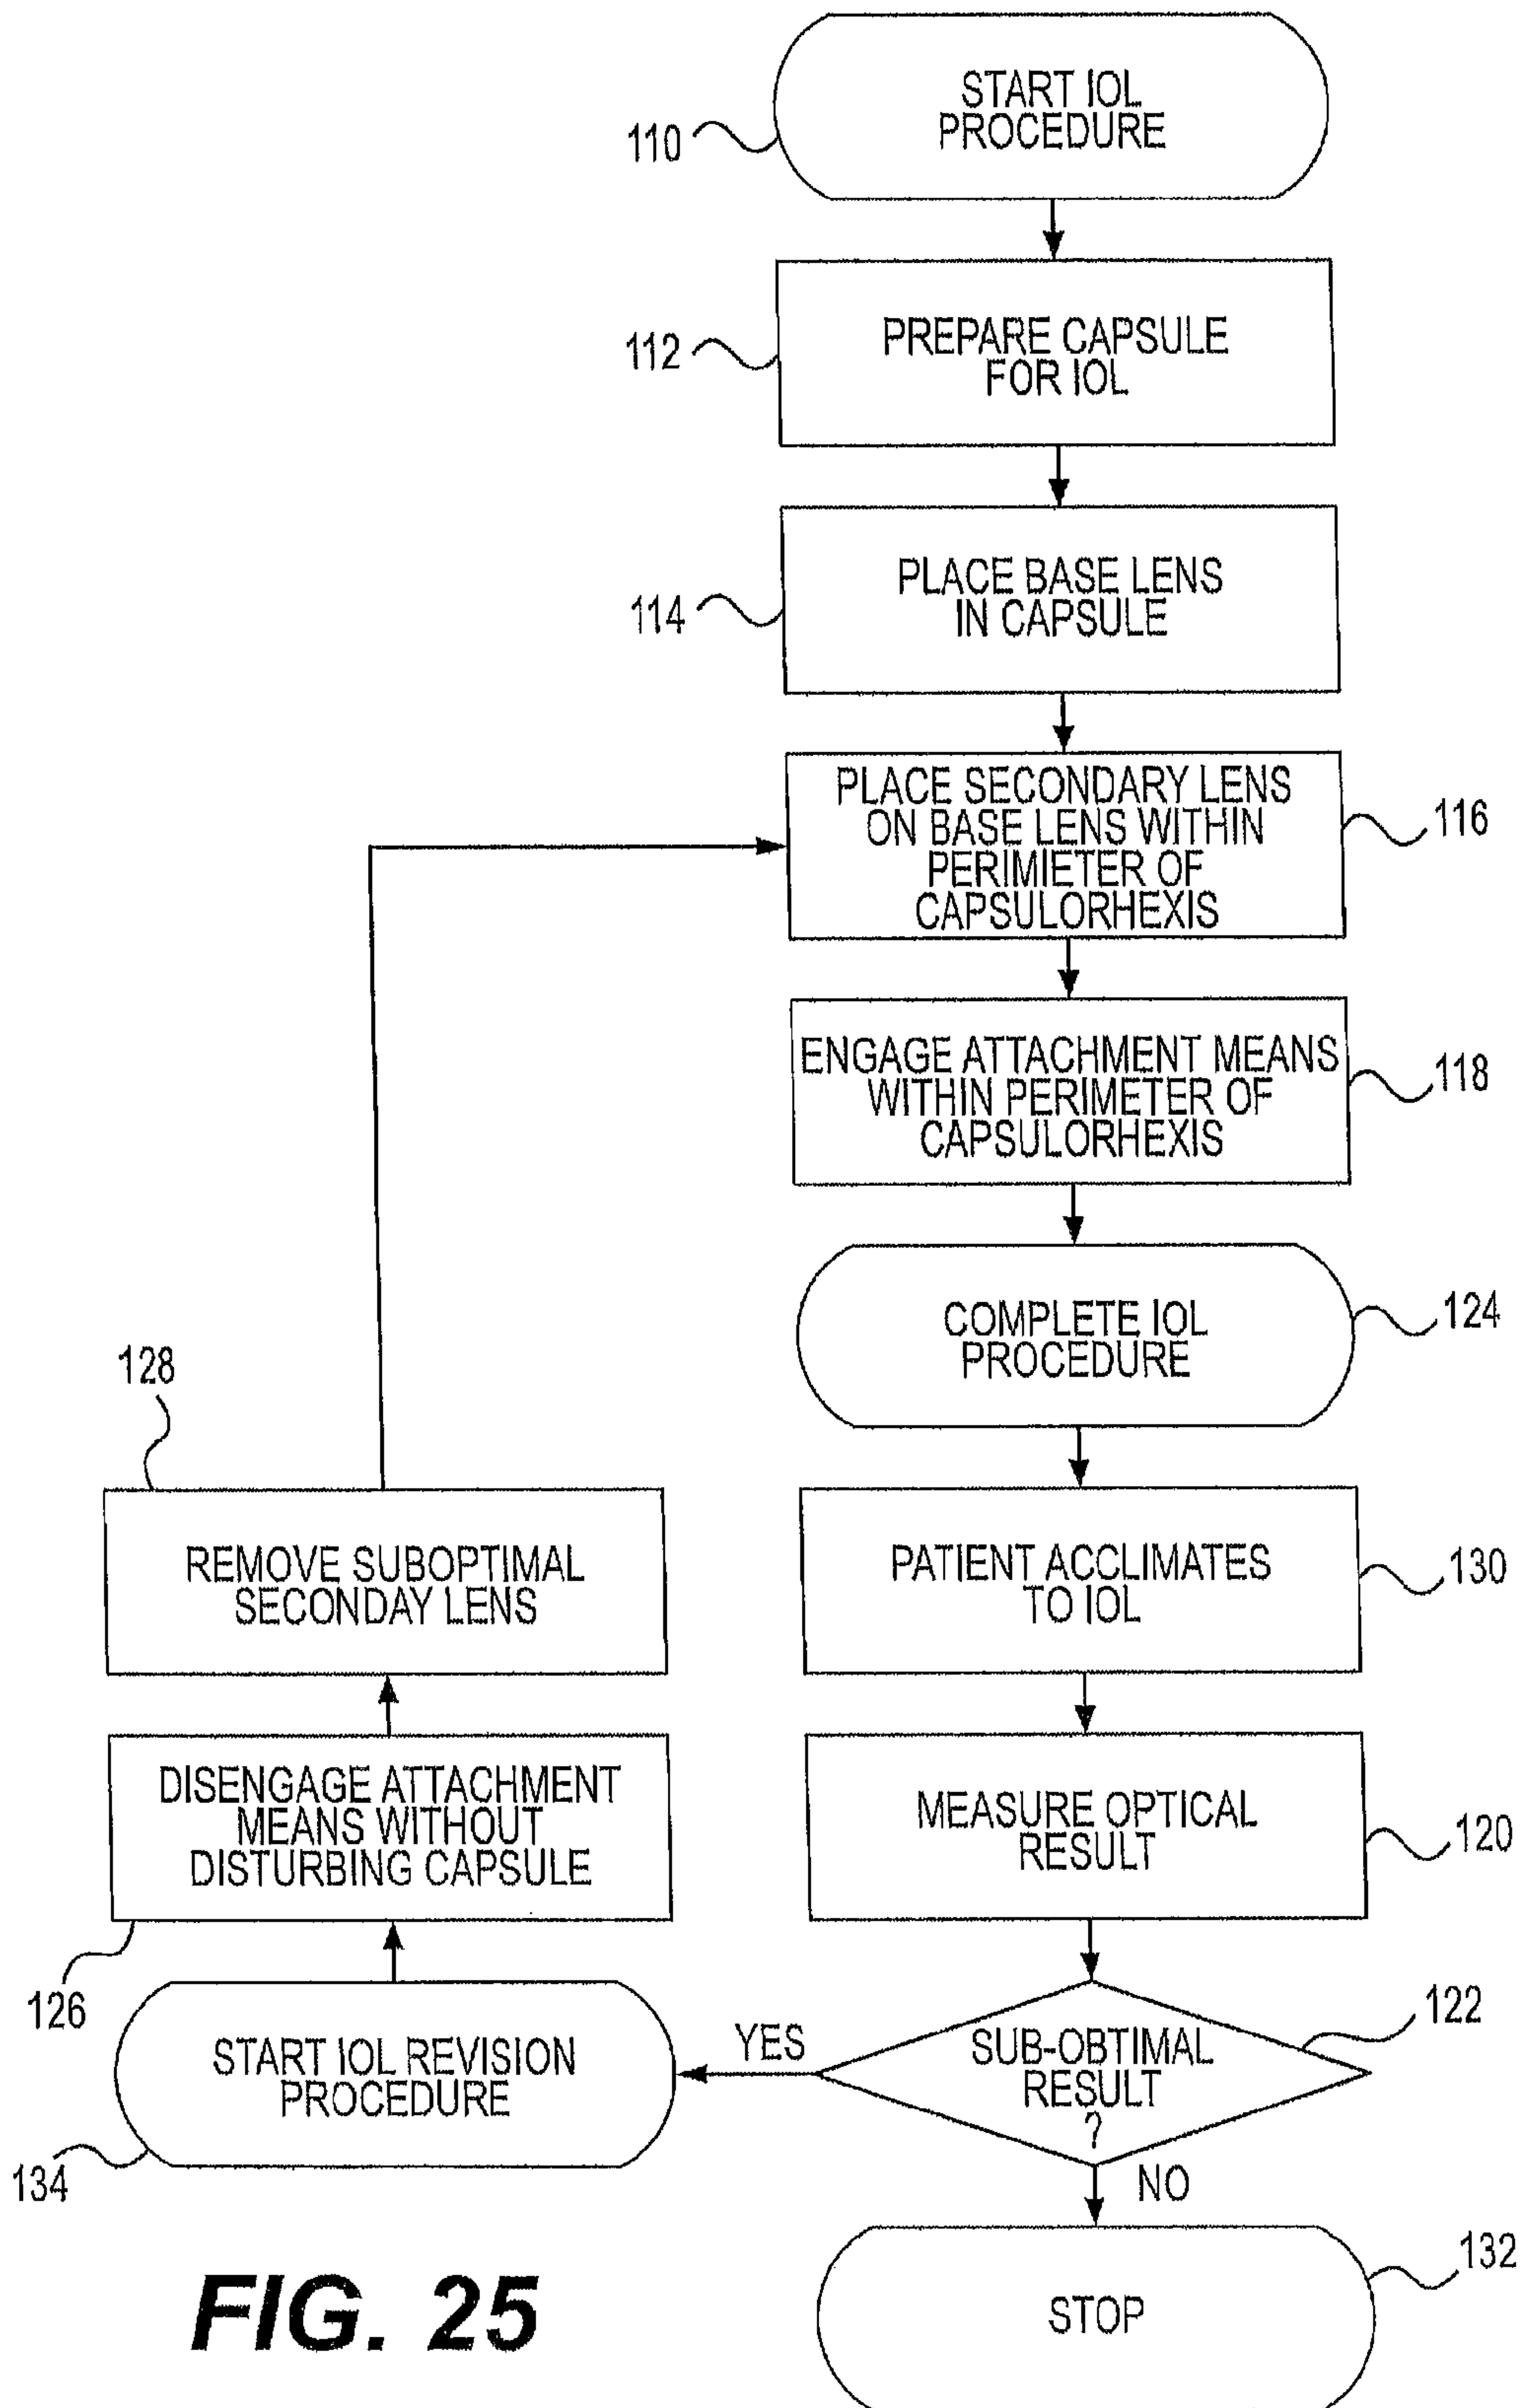 START IOL
PROCEDURE
110
PREPARE CAPSULE
FOR IOL
112
PLACE BASE LENS
IN CAPSULE
114
PLACE SECONDARY LENS
ON BASE LENS WITHIN
PERIMIETER OF
CAPSULORHEXIS
116
ENGAGE ATTACHMENT MEANS
WITHIN PERIMETER OF
CAPSULORHEXIS
118
COMPLETE IOL
PROCEDURE
124
128
REMOVE SUBOPTIMAL
SECONDAY LENS
PATIENT ACCLIMATES
TO IOL
130
DISENGAGE ATTACHMENT
MEANS WITHOUT
DISTURBING CAPSULE
126
MEASURE OPTICAL
RESULT
120
START IOL REVISION
PROCEDURE
134
YES
SUB-OBTIMAL
RESULT
?
122
NO
STOP
132
FIG. 25